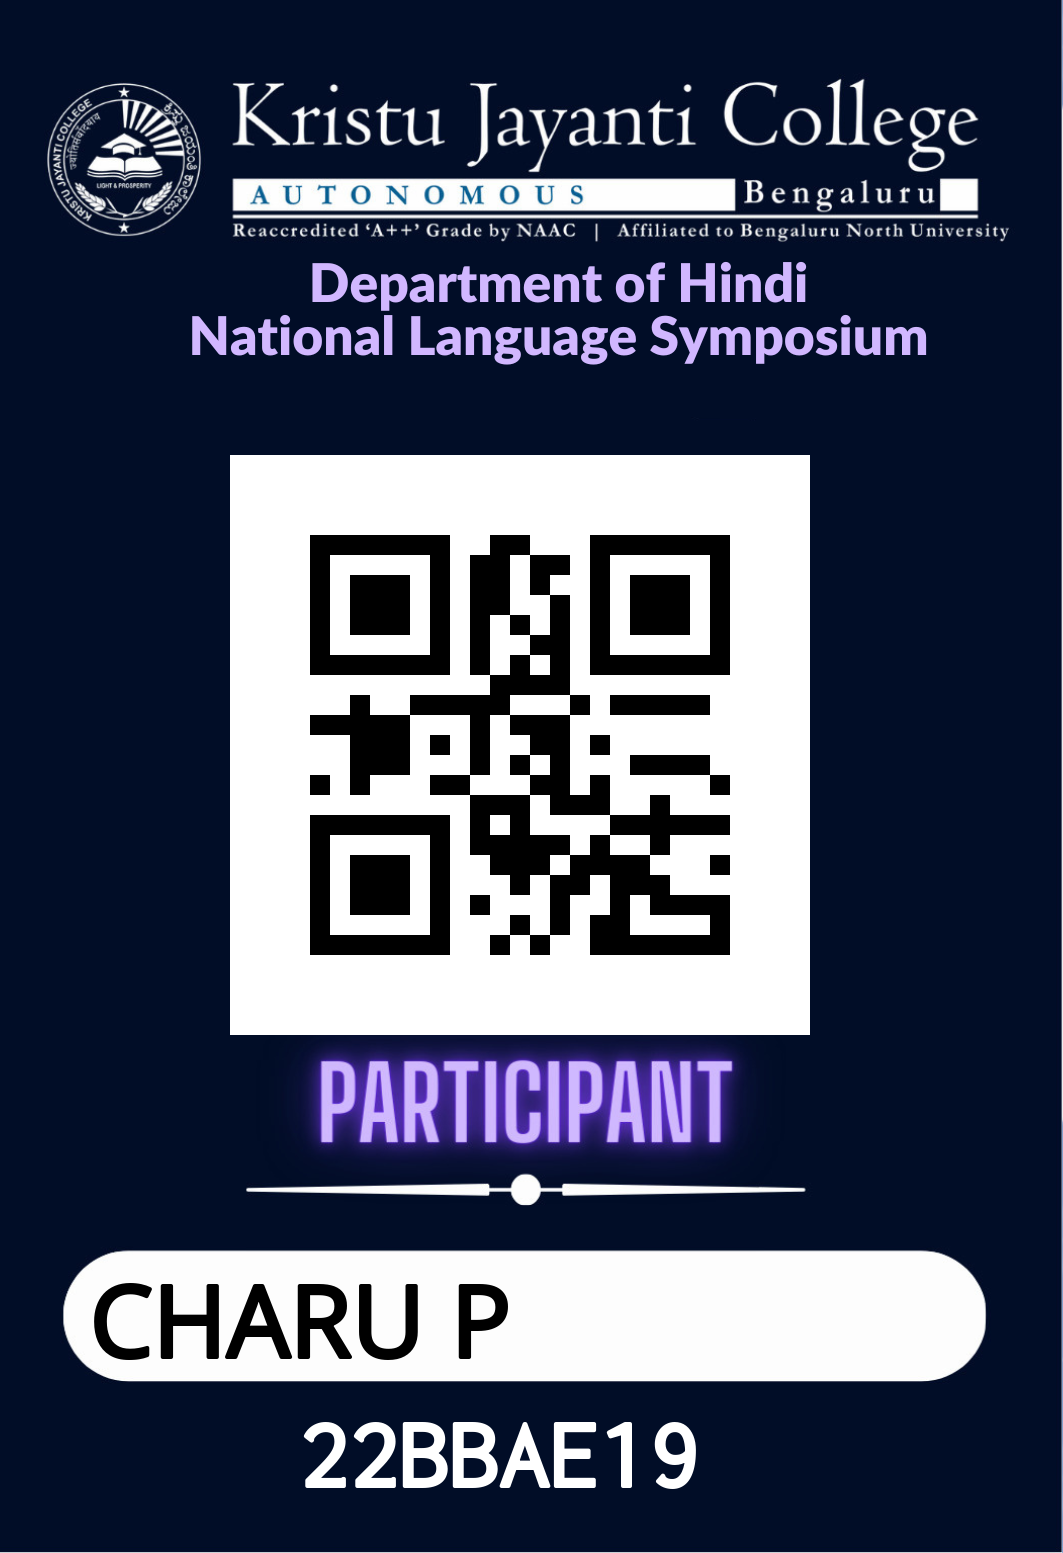 KRISTU JAYANTI COLLEGE
LIGHT & PROSPERITY
Kristu Jayanti College
AUTONOMOUS Bengaluru
Reaccredited ‘A++’ Grade by NAAC | Affiliated to Bengaluru North University
Department of Hindi
National Language Symposium
PARTICIPANT
CHARU P
22BBAE19